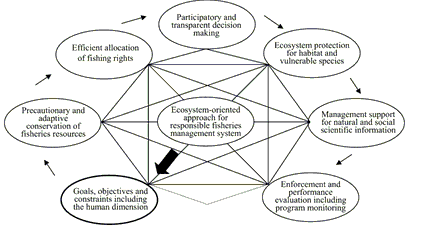 Participatory and
transparent decision
making
Efficient allocation
of fishing rights
Ecosystem protection
for habitat and
vulnerable species
Precautionary and
adaptive
conservation of
fisheries resources
Ecosystem-oriented
approach for
responsible fisheries
management system
Management support
for natural and social
scientific information
Goals, objectives and
constraints including
the human dimension
Enforcement and
performance
evaluation including
program monitoring